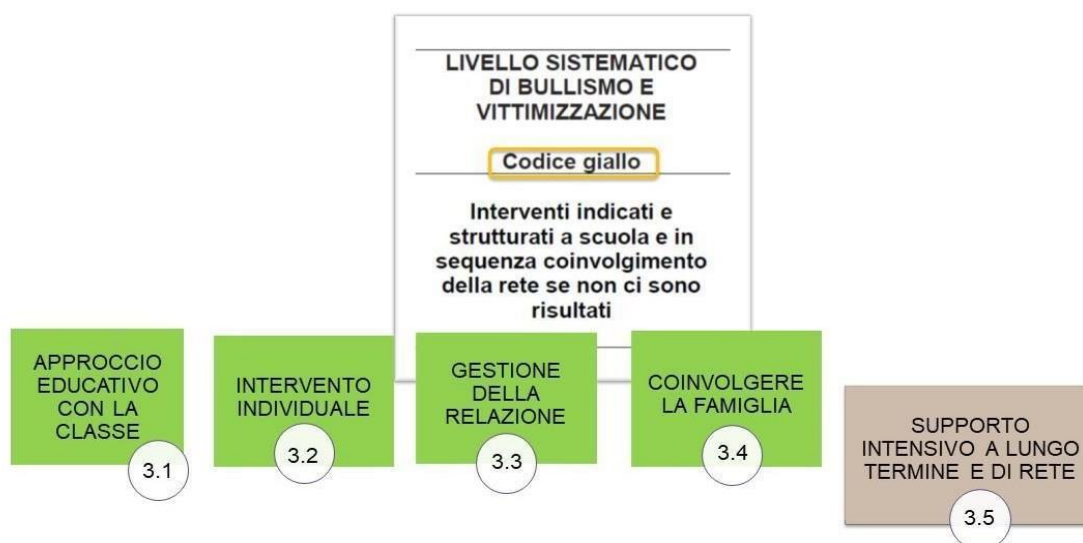 LIVELLO SISTEMATICO
DI BULLISMO E
VITTIMIZZAZIONE
Codice giallo
Interventi indicati e
strutturati a scuola e in
sequenza coinvolgimento
della rete se non ci sono
risultati
APPROCCIO
EDUCATIVO
CON LA
CLASSE
3.1
INTERVENTO
INDIVIDUALE
3.2
GESTIONE
DELLA
RELAZIONE
3.3
COINVOLGERE
LA FAMIGLIA
3.4
SUPPORTO
INTENSIVO A LUNGO
TERMINE E DI RETE
3.5